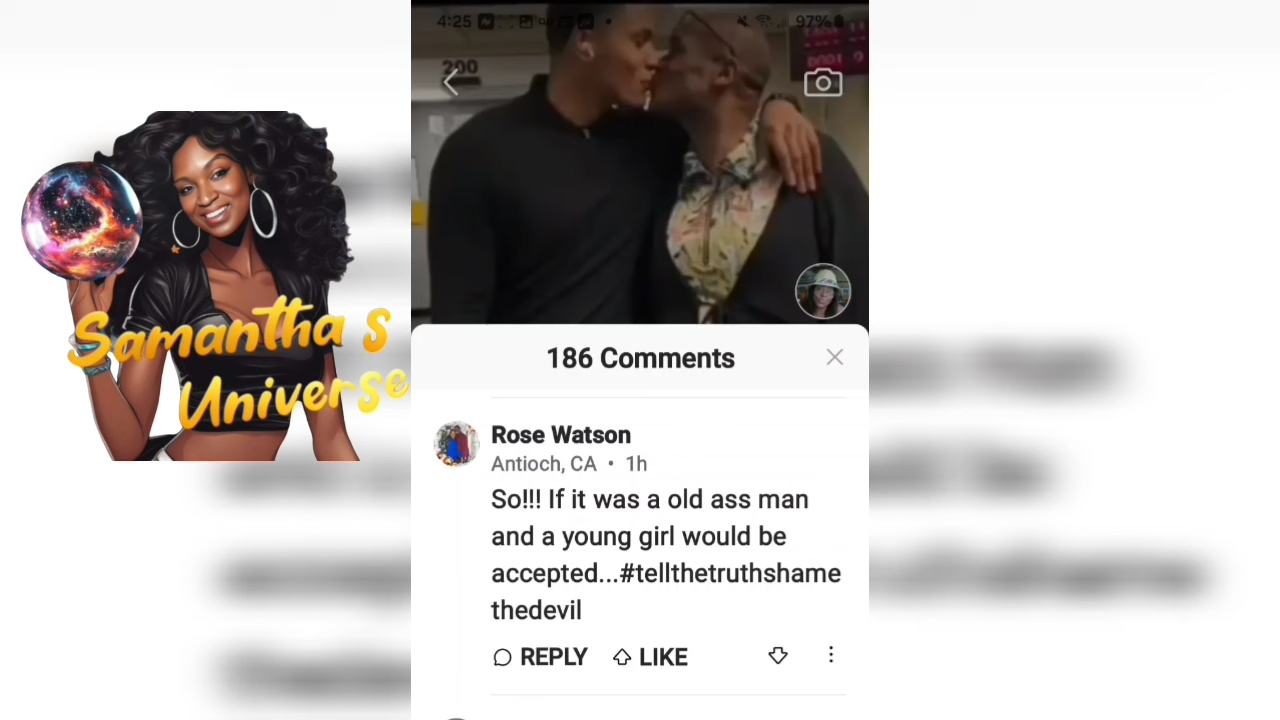 4:25
97%
200
Samantha s
Universe
186 Comments
Rose Watson
Antioch, CA • 1h
So!!! If it was a old ass man
and a young girl would be
accepted...#tellthetruthshame
thedevil
REPLY LIKE